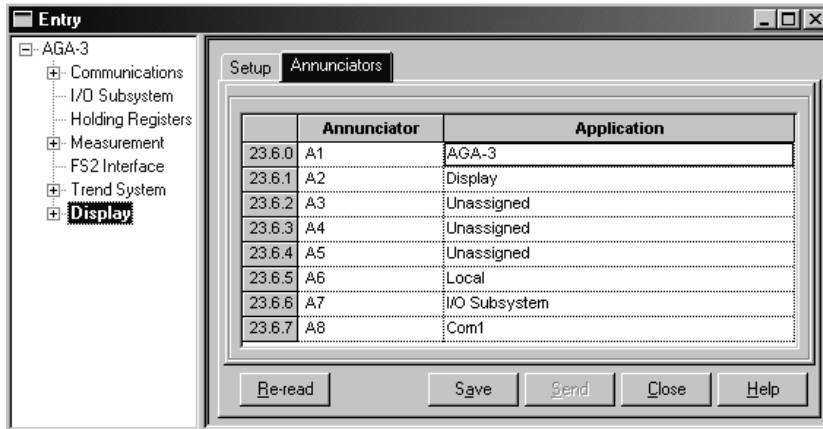 Entry
AGA-3
Communications
I/O Subsystem
Holding Registers
Measurement
FS2 Interface
Trend System
Display
Setup Annunciators
Annunciator Application
23.6.0 A1 AGA-3
23.6.1 A2 Display
23.6.2 A3 Unassigned
23.6.3 A4 Unassigned
23.6.4 A5 Unassigned
23.6.5 A6 Local
23.6.6 A7 I/O Subsystem
23.6.7 A8 Com1
Re-read Save Send Close Help